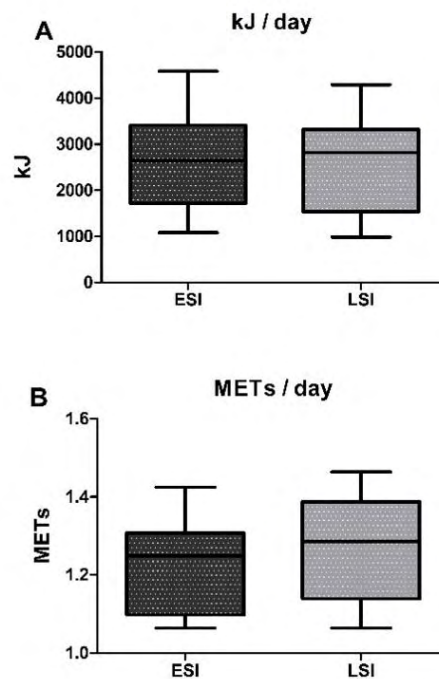 A
kJ / day
5000
4000
3000
2000
1000
0
kJ
ESI
LSI
B
METs / day
1.6
1.4
1.2
1.0
METs
ESI
LSI